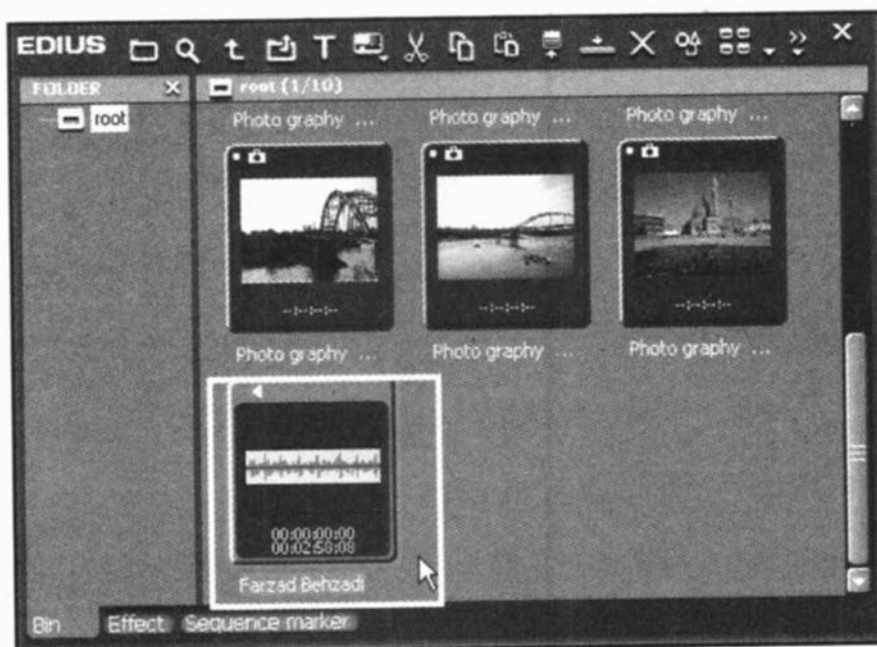 EDIUS
FOLDER
root (1/10)
root
Photo graphy ...
Photo graphy ...
Photo graphy ...
--:--:--:--
--:--:--:--
--:--:--:--
Photo graphy ...
Photo graphy ...
Photo graphy ...
00:00:00:00
00:02:58:08
Farzad Behzadi
Bin
Effect
Sequence marker